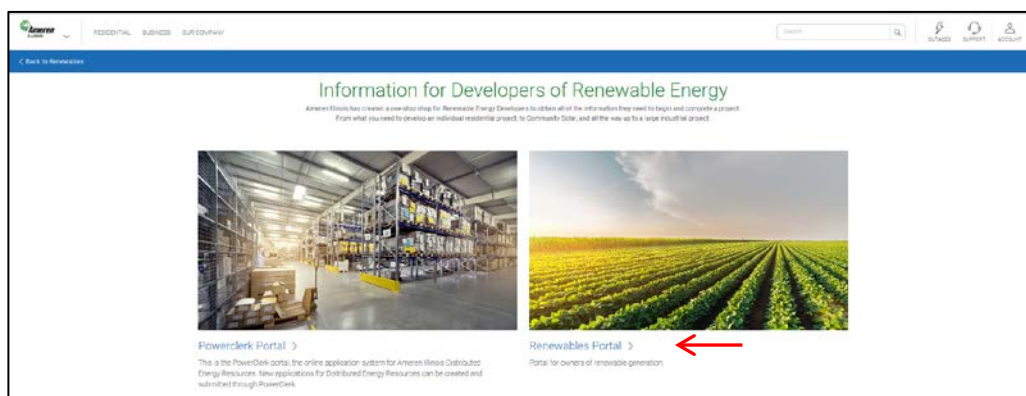 Ameren
ILLINOIS
RESIDENTIAL BUSINESS OUR COMPANY
Search
OUTAGES SUPPORT ACCOUNT
< Back to Renewables
Information for Developers of Renewable Energy
Ameren Illinois has created a one-stop shop for Renewable Energy Developers to obtain all of the information they need to begin and complete a project.
From what you need to develop an individual residential project, to Community Solar, and all the way up to a large industrial project.
Powerclerk Portal >
This is the PowerClerk portal, the online application system for Ameren Illinois Distributed
Energy Resources. New applications for Distributed Energy Resources can be created and
submitted through PowerClerk
Renewables Portal >
Portal for owners of renewable generation.